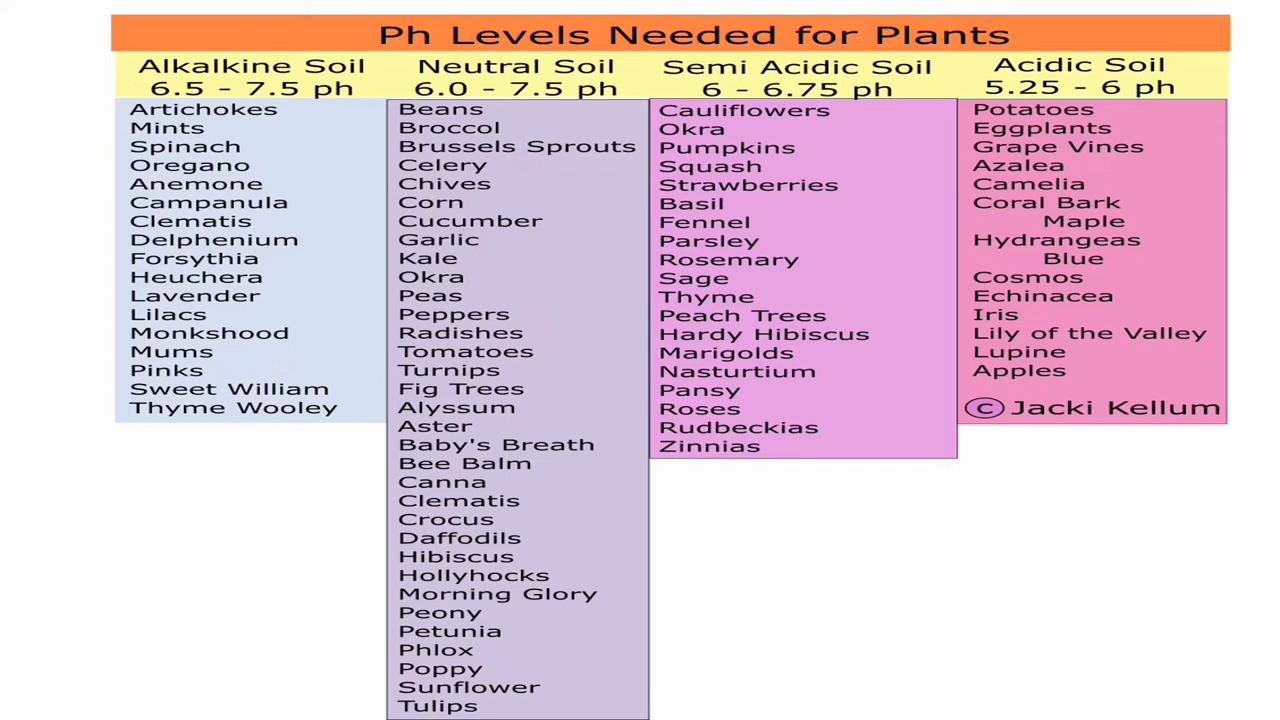 Ph Levels Needed for Plants
Alkalkine Soil
6.5 - 7.5 ph
Artichokes
Mints
Spinach
Oregano
Anemone
Campanula
Clematis
Delphenium
Forsythia
Heuchera
Lavender
Lilacs
Monkshood
Mums
Pinks
Sweet William
Thyme Wooley
Neutral Soil
6.0 - 7.5 ph
Beans
Broccol
Brussels Sprouts
Celery
Chives
Corn
Cucumber
Garlic
Kale
Okra
Peas
Peppers
Radishes
Tomatoes
Turnips
Fig Trees
Alyssum
Aster
Baby's Breath
Bee Balm
Canna
Clematis
Crocus
Daffodils
Hibiscus
Hollyhocks
Morning Glory
Peony
Petunia
Phlox
Poppy
Sunflower
Tulips
Semi Acidic Soil
6 - 6.75 ph
Cauliflowers
Okra
Pumpkins
Squash
Strawberries
Basil
Fennel
Parsley
Rosemary
Sage
Thyme
Peach Trees
Hardy Hibiscus
Marigolds
Nasturtium
Pansy
Roses
Rudbeckias
Zinnias
Acidic Soil
5.25 - 6 ph
Potatoes
Eggplants
Grape Vines
Azalea
Camelia
Coral Bark
Maple
Hydrangeas
Blue
Cosmos
Echinacea
Iris
Lily of the Valley
Lupine
Apples
© Jacki Kellum